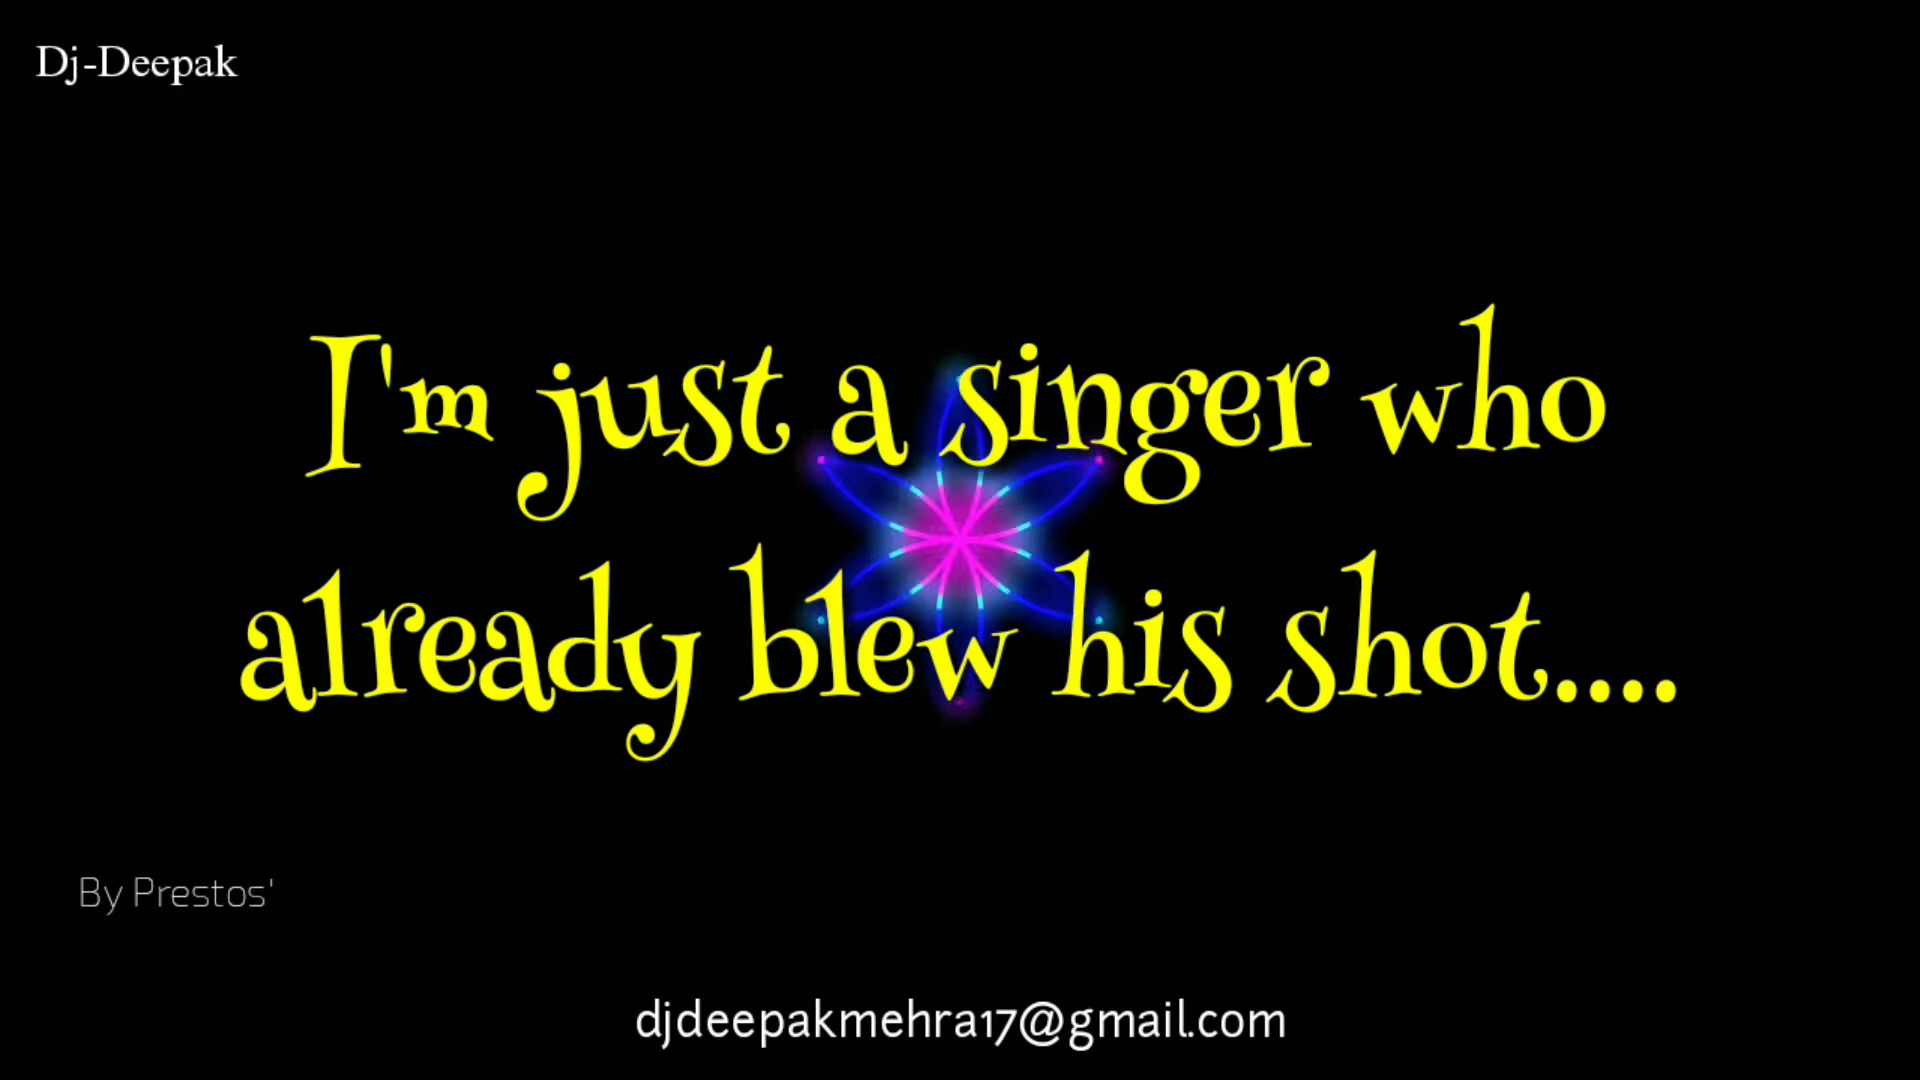 Dj-Deepak
I'm just a singer who
already blew his shot....
By Prestos'
djdeepakmehra17@gmail.com